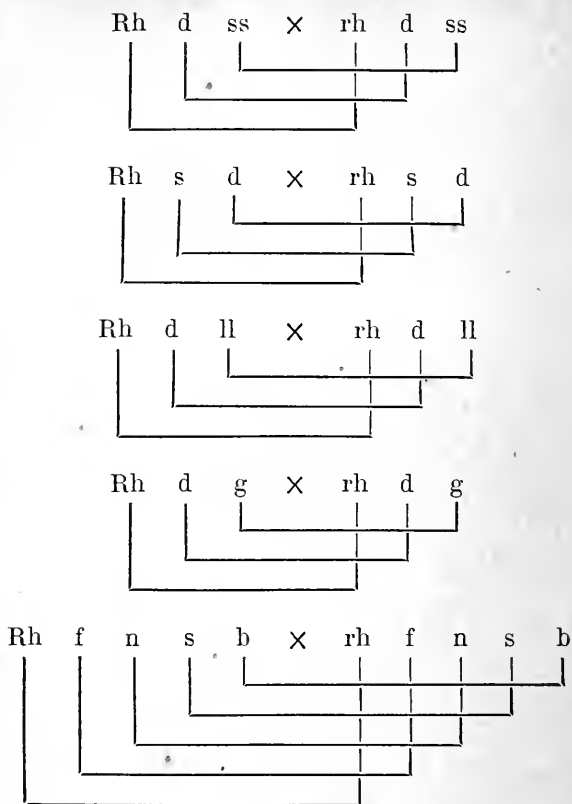 Rh d ss × rh d ss
Rh s d × rh s d
Rh d ll × rh d ll
Rh d g × rh d g
Rh f n s b × rh f n s b